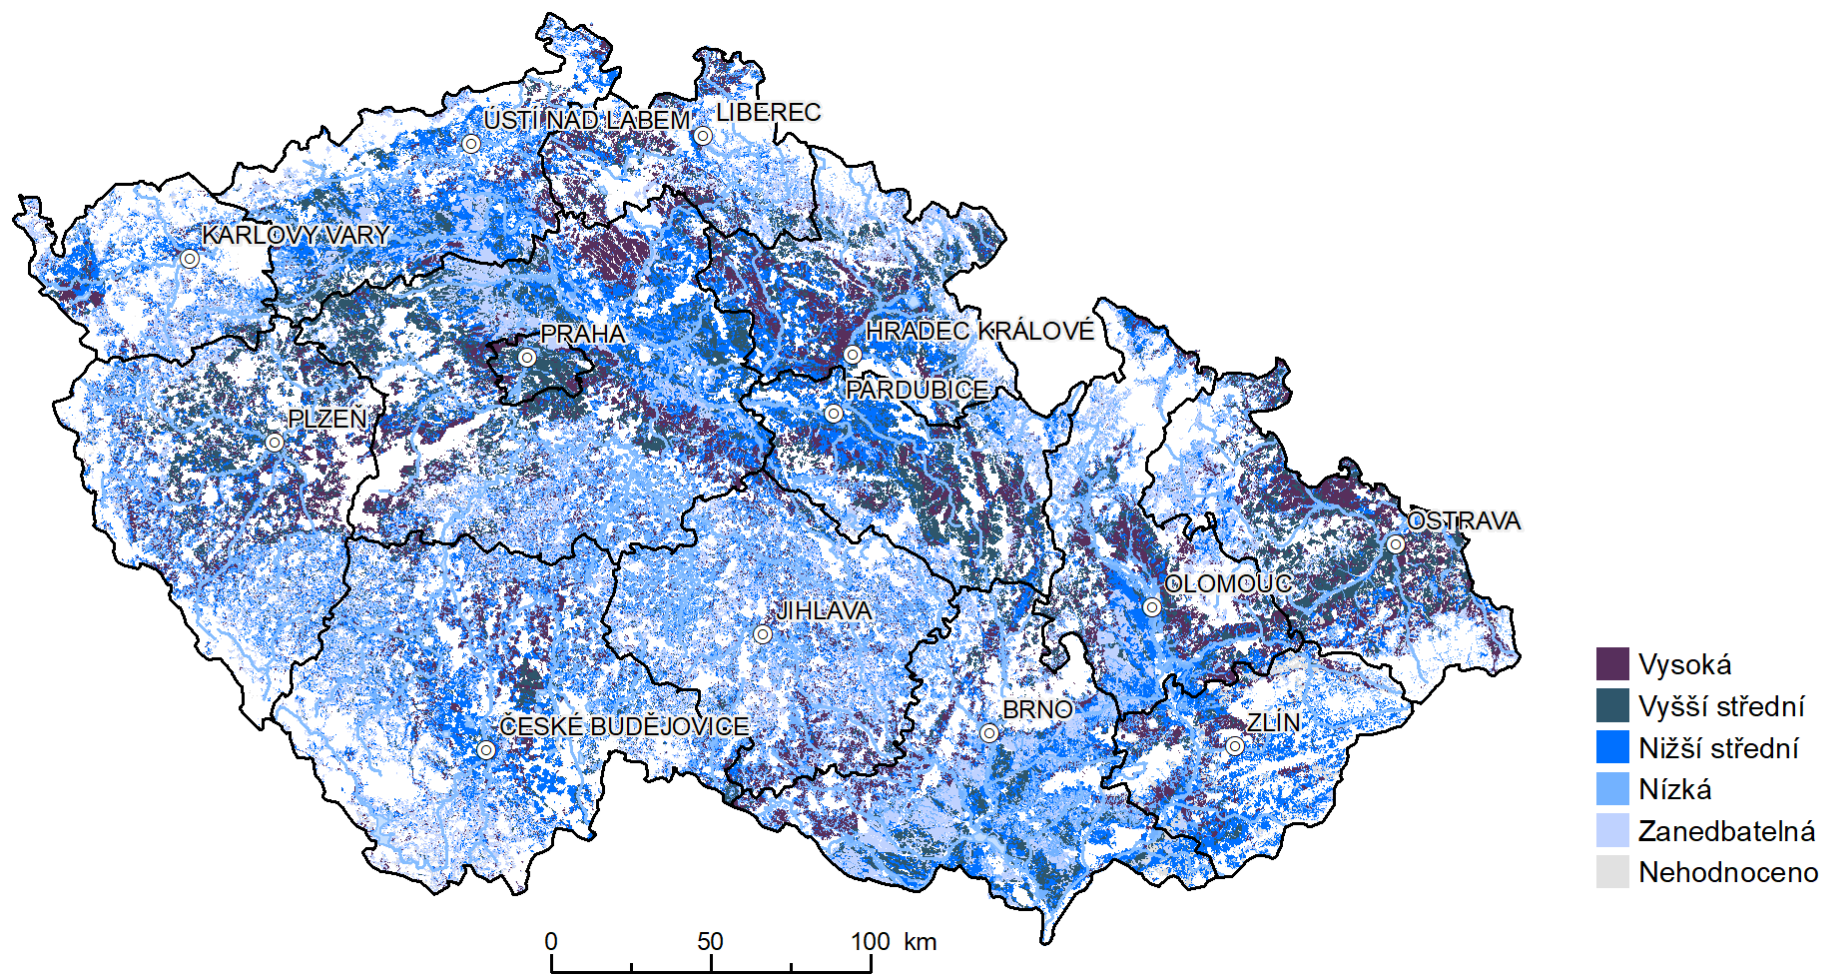 LIBEREC
ÚSTÍ NAD LABEM
KARLOVY VARY
PRAHA
HRADEC KRÁLOVÉ
PARDUBICE
PLZEŇ
OSTRAVA
OLOMOUC
JIHLAVA
BRNO
ZLÍN
ČESKÉ BUDĚJOVICE
Vysoká
Vyšší střední
Nižší střední
Nízká
Zanedbatelná
Nehodnoceno
0 50 100 km